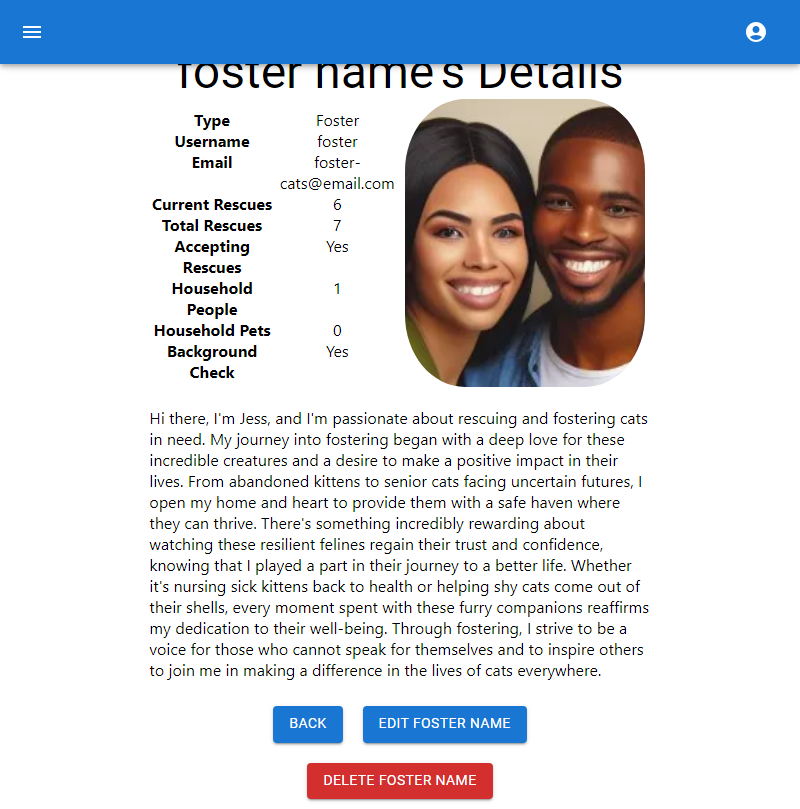 foster name's Details
Type Foster
Username foster
Email foster-
cats@email.com
Current Rescues 6
Total Rescues 7
Accepting Yes
Rescues
Household 1
People
Household Pets 0
Background Yes
Check
Hi there, I'm Jess, and I'm passionate about rescuing and fostering cats
in need. My journey into fostering began with a deep love for these
incredible creatures and a desire to make a positive impact in their
lives. From abandoned kittens to senior cats facing uncertain futures, I
open my home and heart to provide them with a safe haven where
they can thrive. There's something incredibly rewarding about
watching these resilient felines regain their trust and confidence,
knowing that I played a part in their journey to a better life. Whether
it's nursing sick kittens back to health or helping shy cats come out of
their shells, every moment spent with these furry companions reaffirms
my dedication to their well-being. Through fostering, I strive to be a
voice for those who cannot speak for themselves and to inspire others
to join me in making a difference in the lives of cats everywhere.
BACK EDIT FOSTER NAME
DELETE FOSTER NAME